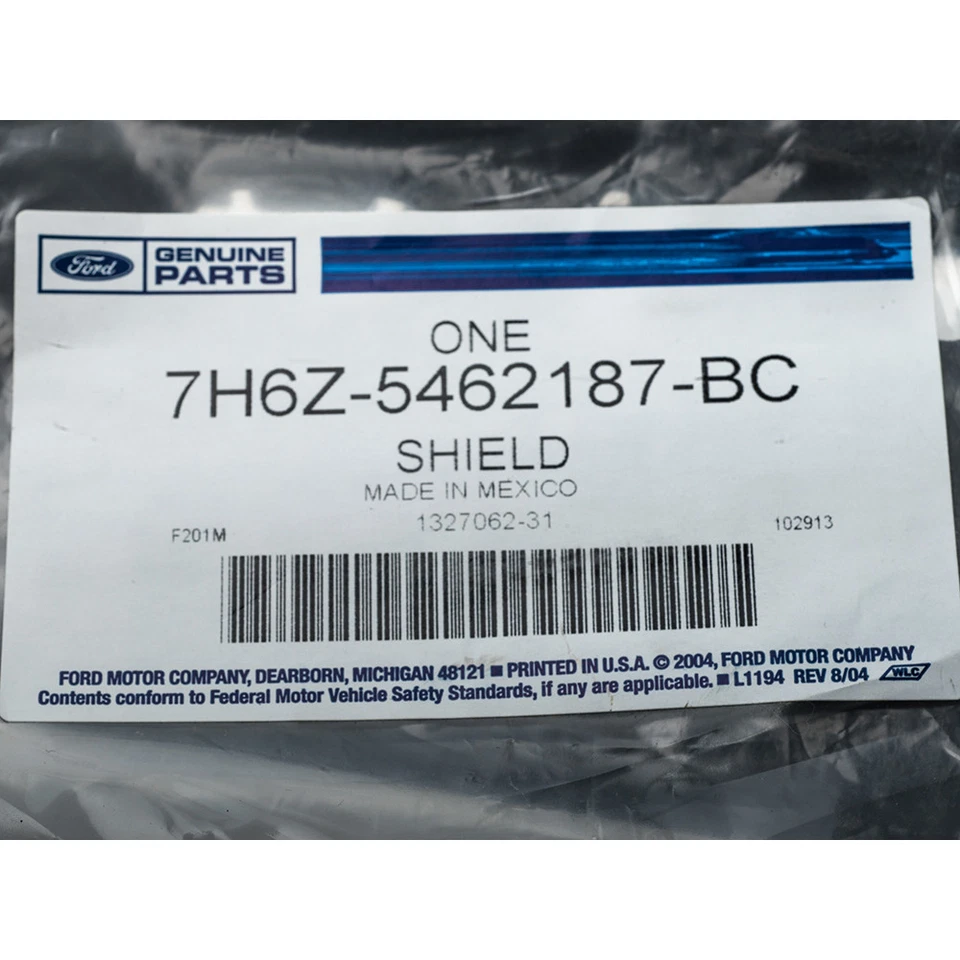 Ford GENUINE PARTS
ONE
7H6Z-5462187-BC
SHIELD
MADE IN MEXICO
1327062-31
F201M
102913
FORD MOTOR COMPANY, DEARBORN, MICHIGAN 48121 ■ PRINTED IN U.S.A. © 2004, FORD MOTOR COMPANY
Contents conform to Federal Motor Vehicle Safety Standards, if any are applicable. ■ L1194 REV 8/04 WLC